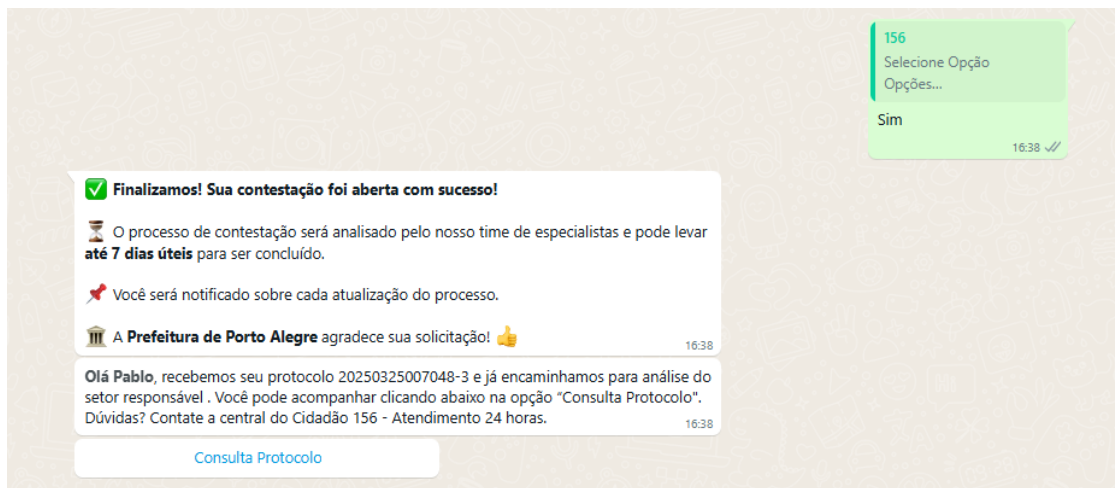 156
Selecione Opção
Opções...
Sim
16:38
✅ Finalizamos! Sua contestação foi aberta com sucesso!
⏳ O processo de contestação será analisado pelo nosso time de especialistas e pode levar
até 7 dias úteis para ser concluído.
📌 Você será notificado sobre cada atualização do processo.
🏛️ A Prefeitura de Porto Alegre agradece sua solicitação! 👍
16:38
Olá Pablo, recebemos seu protocolo 20250325007048-3 e já encaminhamos para análise do
setor responsável . Você pode acompanhar clicando abaixo na opção “Consulta Protocolo".
Dúvidas? Contate a central do Cidadão 156 - Atendimento 24 horas.
16:38
Consulta Protocolo